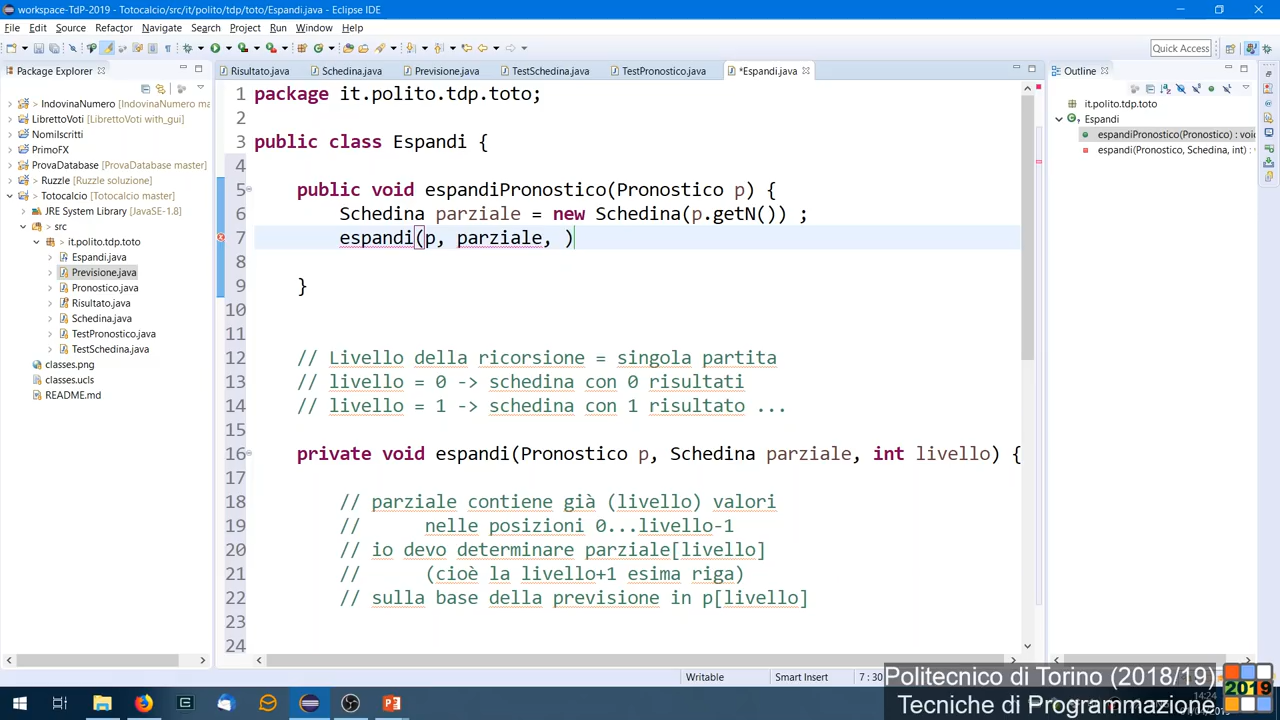 workspace-TdP-2019 - Totocalcio/src/it/polito/tdp/toto/Espandi.java - Eclipse IDE
File Edit Source Refactor Navigate Search Project Run Window Help
Quick Access
Package Explorer
Risultato.java Schedina.java Previsione.java TestSchedina.java TestPronostico.java *Espandi.java
Outline
> IndovinaNumero [IndovinaNumero ma
> LibrettoVoti [LibrettoVoti with_gui]
NomiIscritti
PrimoFX
ProvaDatabase [ProvaDatabase master]
> Ruzzle [Ruzzle soluzione]
> Totocalcio [Totocalcio master]
JRE System Library [JavaSE-1.8]
> src
> it.polito.tdp.toto
Espandi.java
Previsione.java
Pronostico.java
Risultato.java
Schedina.java
TestPronostico.java
TestSchedina.java
classes.png
classes.ucls
README.md
1 package it.polito.tdp.toto;
2
3 public class Espandi {
4
5 public void espandiPronostico(Pronostico p) {
6 Schedina parziale = new Schedina(p.getN()) ;
7 espandi(p, parziale, )
8
9 }
10
11
12 // Livello della ricorsione = singola partita
13 // livello = 0 -> schedina con 0 risultati
14 // livello = 1 -> schedina con 1 risultato ...
15
16 private void espandi(Pronostico p, Schedina parziale, int livello) {
17
18 // parziale contiene già (livello) valori
19 // nelle posizioni 0...livello-1
20 // io devo determinare parziale[livello]
21 // (cioè la livello+1 esima riga)
22 // sulla base della previsione in p[livello]
23
24
it.polito.tdp.toto
Espandi
espandiPronostico(Pronostico) : voi
espandi(Pronostico, Schedina, int) :
Writable Smart Insert 7 : 30
Politecnico di Torino (2018/19)
Tecniche di Programmazione
2019
14:24